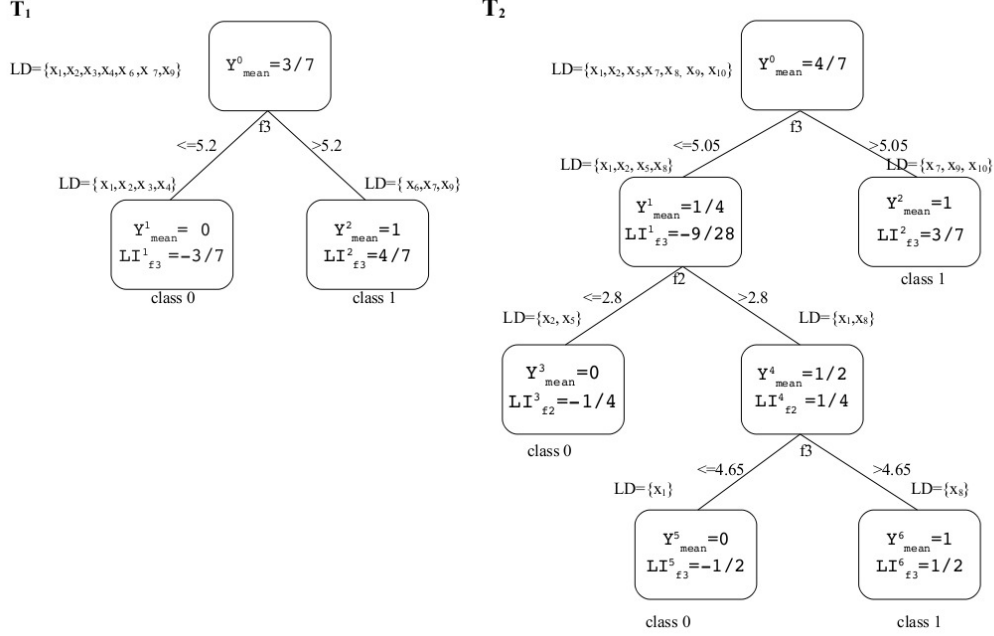 T₁
LD={x₁,x₂,x₃,x₄,x₆,x₇,x₉}
Y⁰mean=3/7
f3
<=5.2
>5.2
LD={x₁,x₂,x₃,x₄}
LD={x₆,x₇,x₉}
Y¹mean= 0
LI¹f3 =-3/7
class 0
Y²mean=1
LI²f3=4/7
class 1
T₂
LD={x₁,x₂,x₅,x₇,x₈, x₉, x₁₀}
Y⁰mean=4/7
f3
<=5.05
>5.05
LD={x₁,x₂, x₅,x₈}
LD={x₇, x₉, x₁₀}
Y¹mean=1/4
LI¹f3=-9/28
Y²mean=1
LI²f3=3/7
class 1
f2
<=2.8
>2.8
LD={x₂, x₅}
LD={x₁,x₈}
Y³mean=0
LI³f2=-1/4
class 0
Y⁴mean=1/2
LI⁴f2 =1/4
f3
<=4.65
>4.65
LD={x₁}
LD={x₈}
Y⁵mean=0
LI⁵f3=-1/2
class 0
Y⁶mean=1
LI⁶f3=1/2
class 1